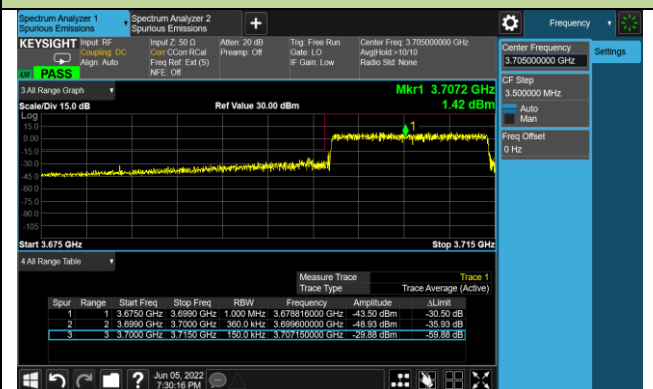 Spectrum Analyzer 1
Spurious Emissions
Spectrum Analyzer 2
Spurious Emissions
+
Frequency
KEYSIGHT
Input: RF
Coupling: DC
Align: Auto
Input Z: 50 Ω
Corr CCorr RCal
Freq Ref: Ext (S)
NFE: Off
Atten: 20 dB
Preamp: Off
Trig: Free Run
Gate: LO
IF Gain: Low
Center Freq: 3.705000000 GHz
Avg|Hold:>10/10
Radio Std: None
PASS
Center Frequency
3.705000000 GHz
Settings
CF Step
3.500000 MHz
Auto
Man
Freq Offset
0 Hz
3 All Range Graph
Mkr1 3.7072 GHz
Scale/Div 15.0 dB
Ref Value 30.00 dBm
1.42 dBm
Log
15.0
0.00
-15.0
-30.0
-45.0
-60.0
-75.0
-90.0
-105
1
Start 3.675 GHz
Stop 3.715 GHz
4 All Range Table
Measure Trace Trace 1
Trace Type Trace Average (Active)
Spur Range Start Freq Stop Freq RBW Frequency Amplitude ΔLimit
1 1 3.6750 GHz 3.6990 GHz 1.000 MHz 3.678816000 GHz -43.50 dBm -30.50 dB
2 2 3.6990 GHz 3.7000 GHz 360.0 kHz 3.699600000 GHz -48.93 dBm -35.93 dB
3 3 3.7000 GHz 3.7150 GHz 150.0 kHz 3.707150000 GHz -29.88 dBm -59.88 dB
?
Jun 05, 2022
7:30:16 PM